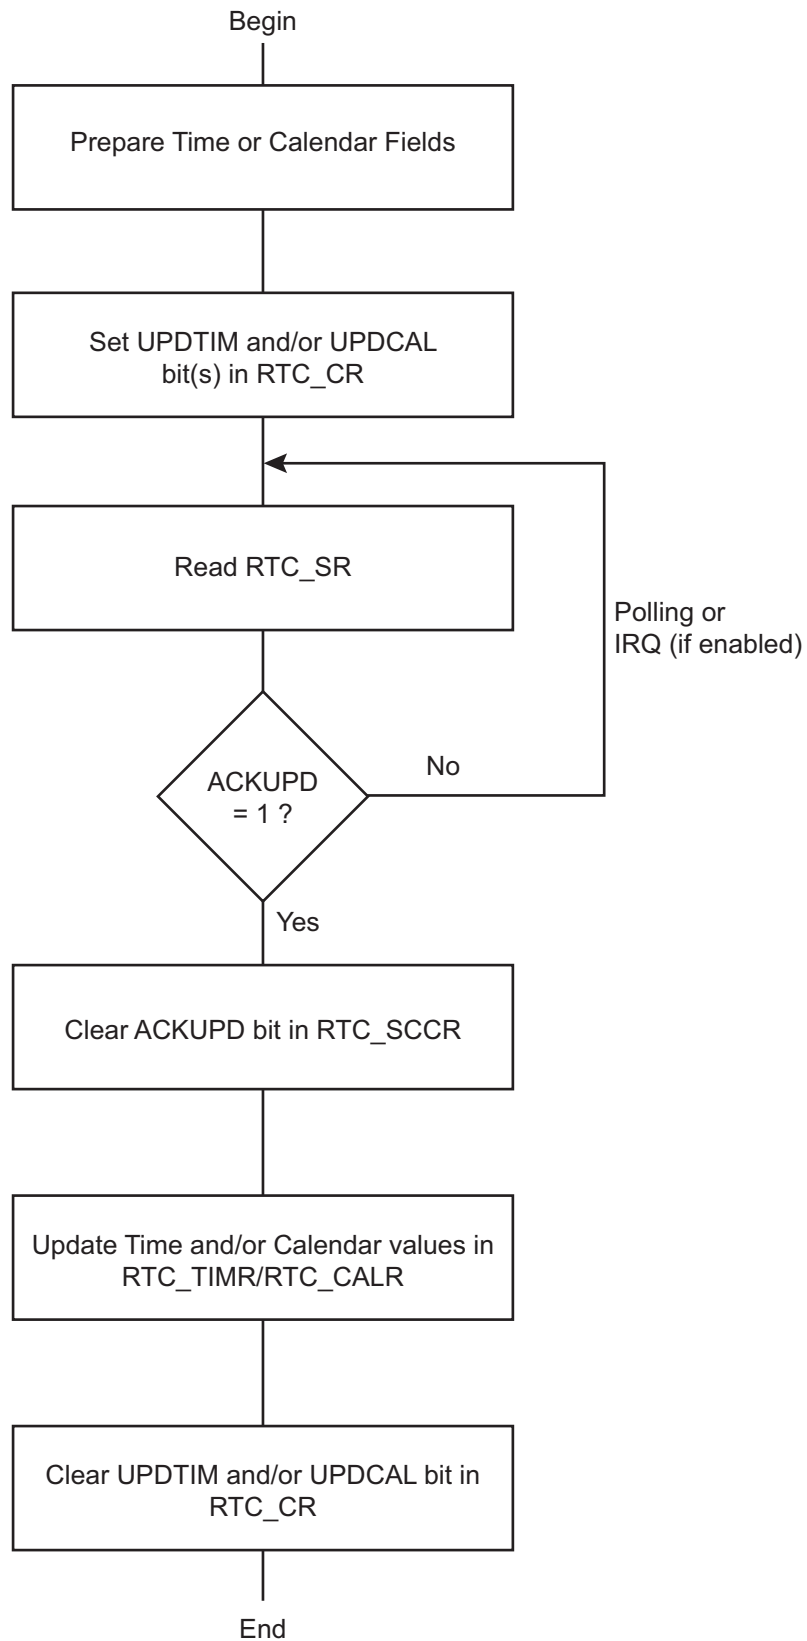 Begin
Prepare Time or Calendar Fields
Set UPDTIM and/or UPDCAL
bit(s) in RTC_CR
Read RTC_SR
Polling or
IRQ (if enabled)
ACKUPD
= 1 ?
No
Yes
Clear ACKUPD bit in RTC_SCCR
Update Time and/or Calendar values in
RTC_TIMR/RTC_CALR
Clear UPDTIM and/or UPDCAL bit in
RTC_CR
End